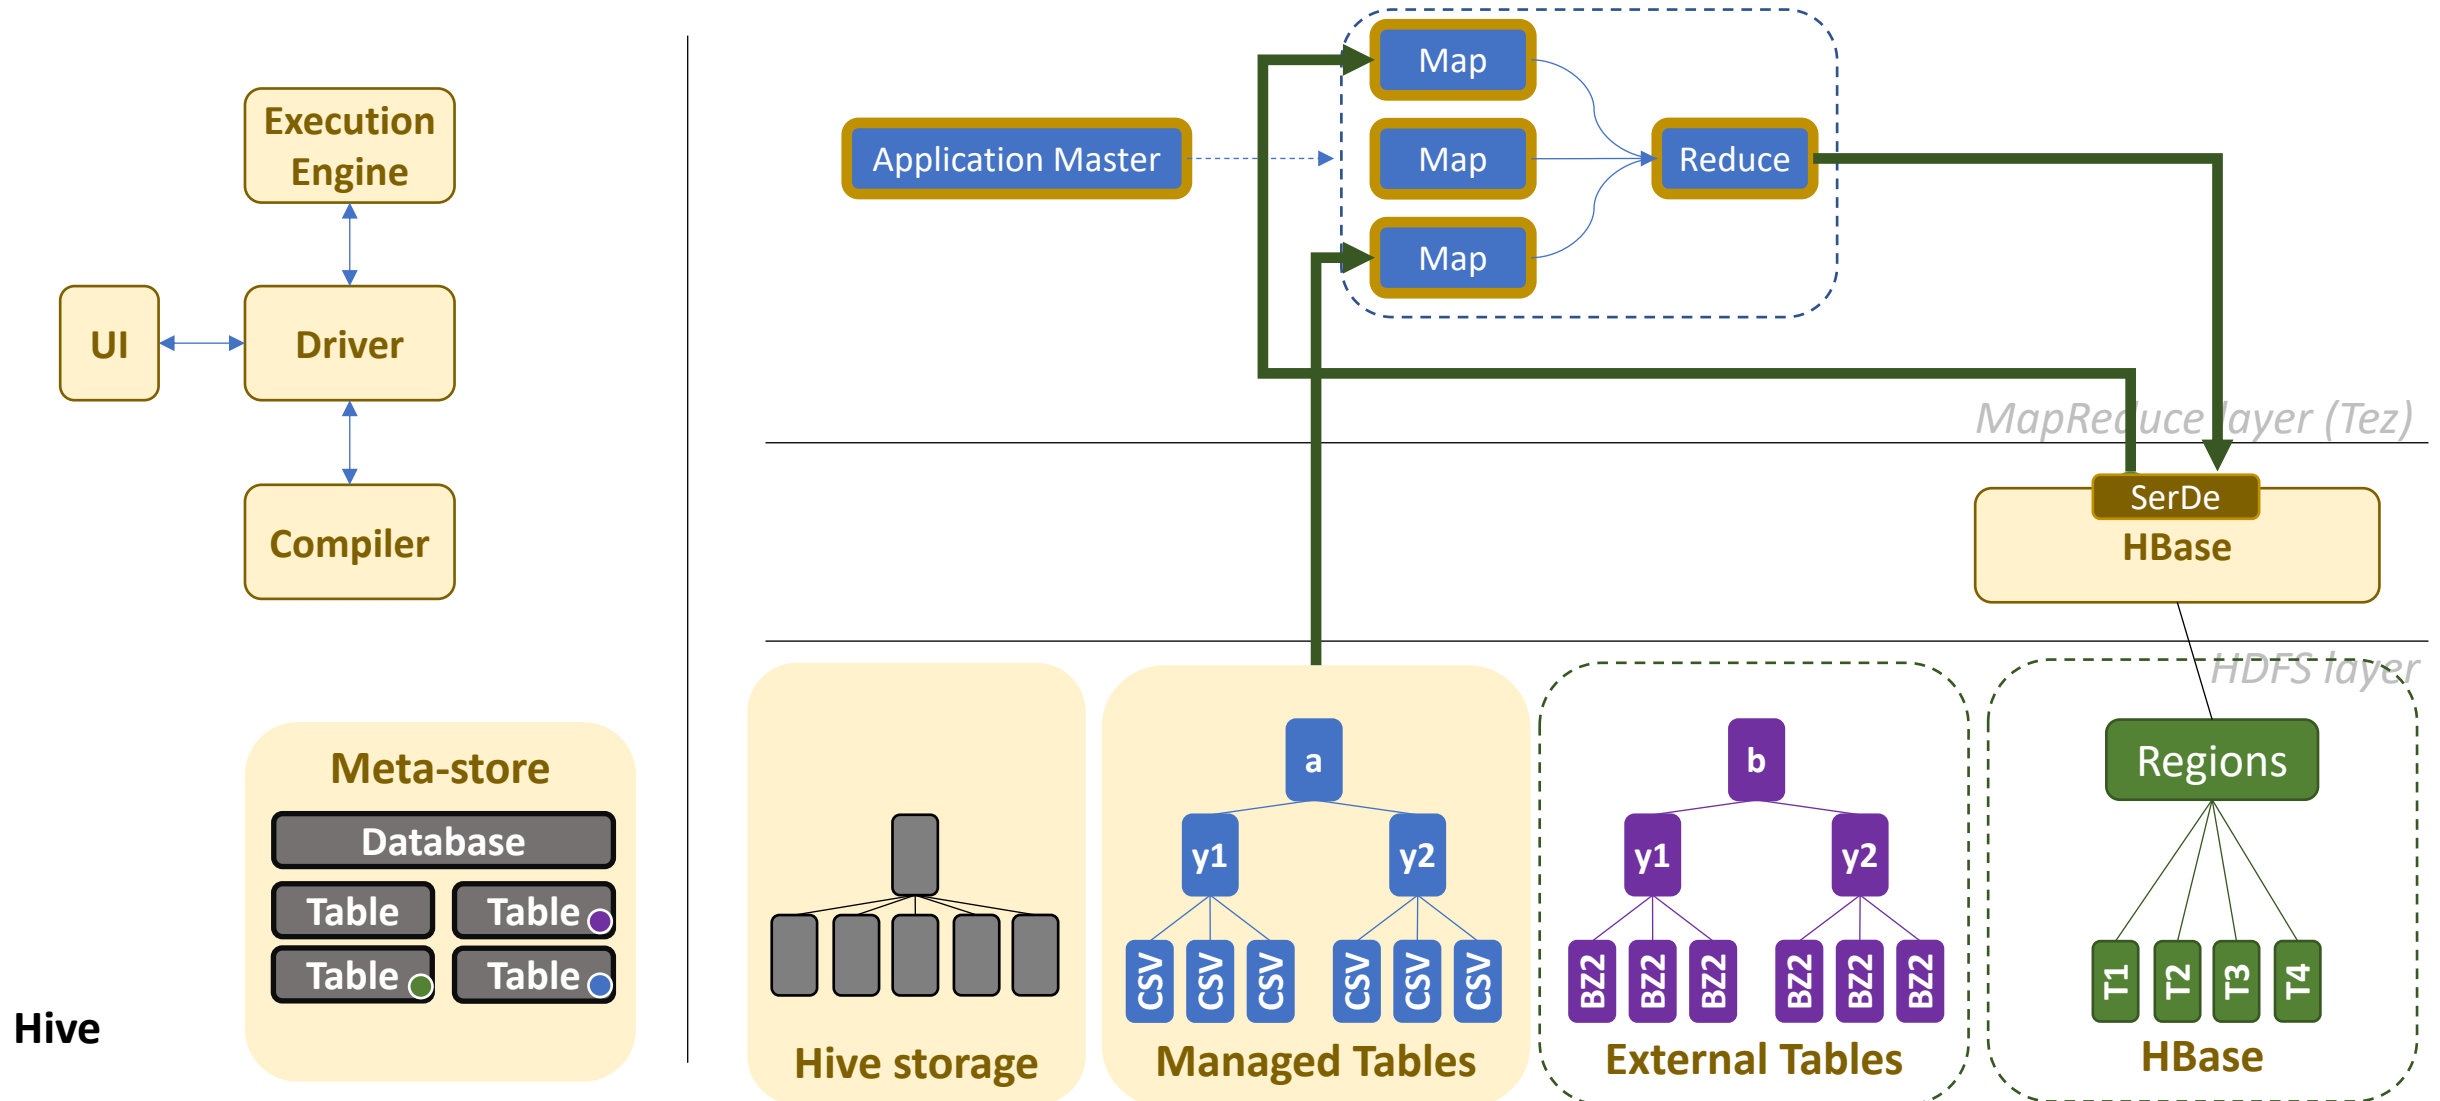 Execution
Engine
UI
Driver
Compiler
Meta-store
Database
Table
Table
Table
Table
Hive
Map
Application Master
Map
Reduce
Map
MapReduce layer (Tez)
SerDe
HBase
HDFS layer
Hive storage
a
y1
y2
CSV
CSV
CSV
CSV
CSV
CSV
Managed Tables
b
y1
y2
BZ2
BZ2
BZ2
BZ2
BZ2
BZ2
External Tables
Regions
T1
T2
T3
T4
HBase